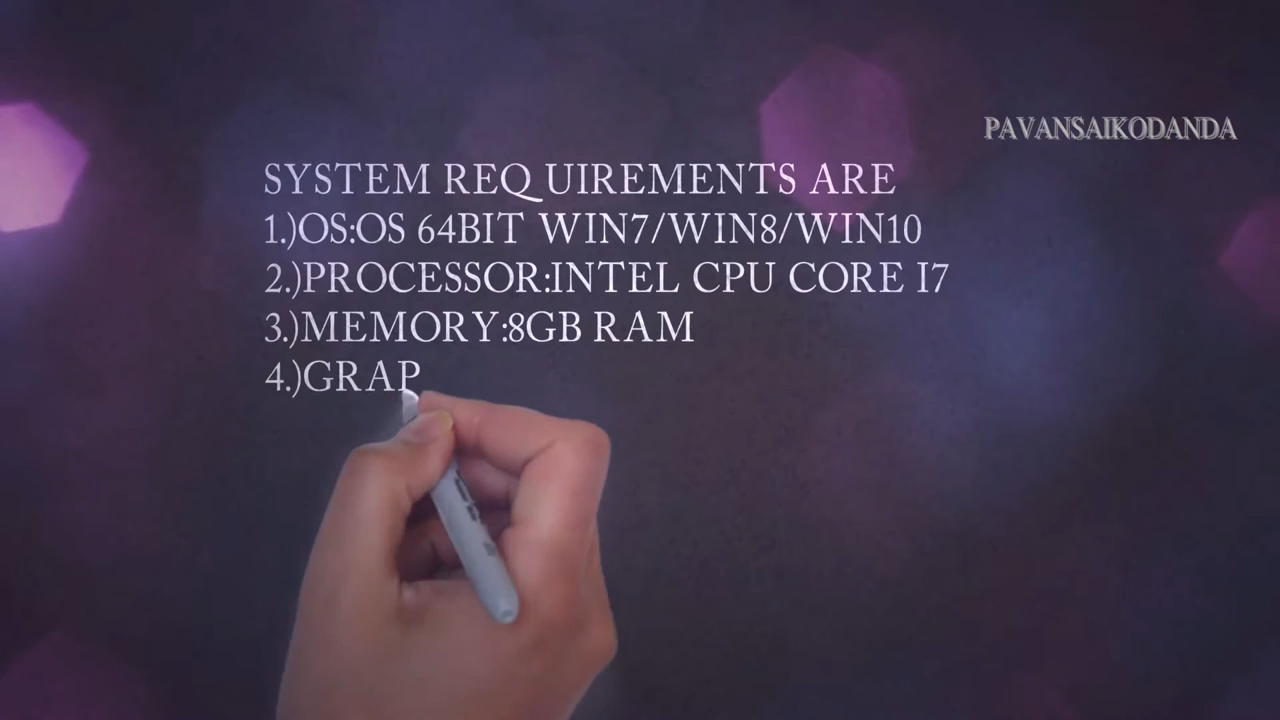 PAVANSAIKODANDA
SYSTEM REQ UIREMENTS ARE
1.)OS:OS 64BIT WIN7/WIN8/WIN10
2.)PROCESSOR:INTEL CPU CORE I7
3.)MEMORY:8GB RAM
4.)GRAP